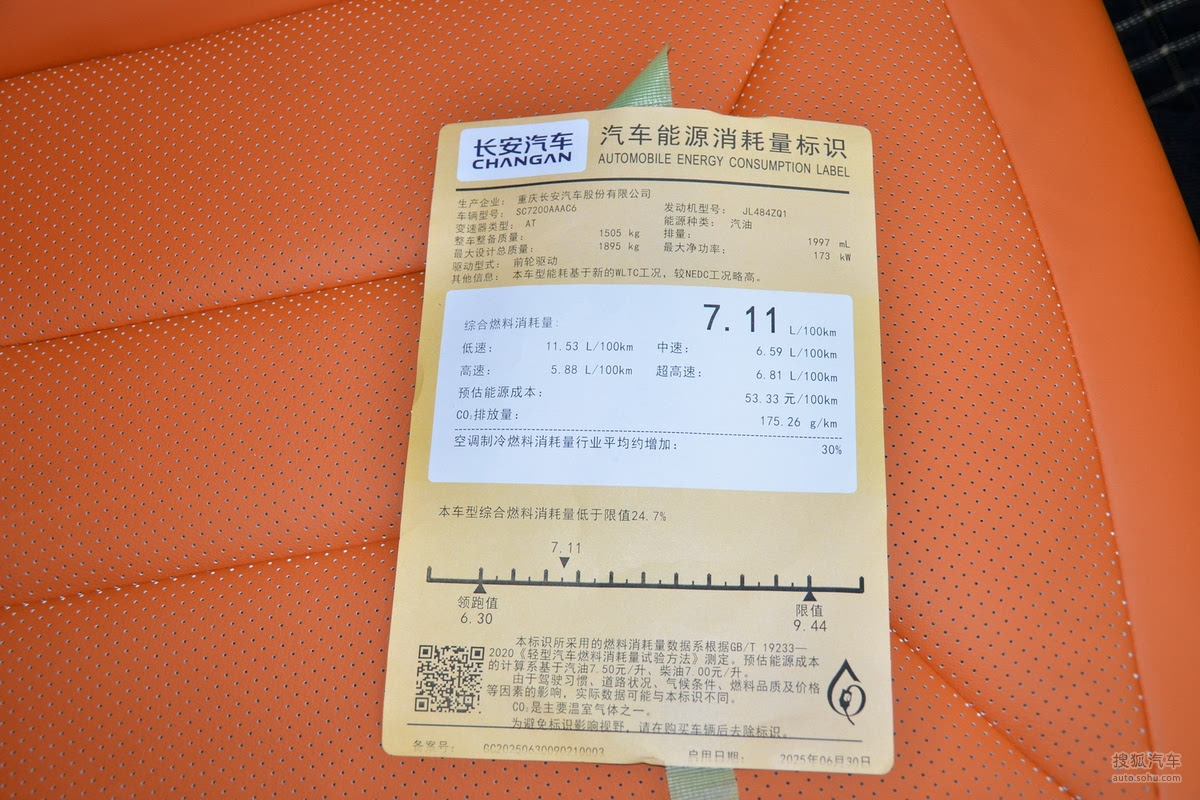 长安汽车
CHANGAN
汽车能源消耗量标识
AUTOMOBILE ENERGY CONSUMPTION LABEL
生产企业: 重庆长安汽车股份有限公司
车辆型号: SC7200AAAC6 发动机型号: JL484ZQ1
变速器类型: AT 能源种类: 汽油
整车整备质量: 1505 kg 排量: 1997 mL
最大设计总质量: 1895 kg 最大净功率: 173 kW
驱动型式: 前轮驱动
其他信息: 本车型能耗基于新的WLTC工况，较NEDC工况略高。
综合燃料消耗量: 7.11 L/100km
低速: 11.53 L/100km 中速: 6.59 L/100km
高速: 5.88 L/100km 超高速: 6.81 L/100km
预估能源成本: 53.33 元/100km
CO₂排放量: 175.26 g/km
空调制冷燃料消耗量行业平均约增加: 30%
本车型综合燃料消耗量低于限值24.7%
7.11
领跑值 限值
6.30 9.44
本标识所采用的燃料消耗量数据系根据GB/T 19233—
2020《轻型汽车燃料消耗量试验方法》测定。预估能源成本
的计算系基于汽油7.50元/升、柴油7.00元/升。
由于驾驶习惯、道路状况、气候条件、燃料品质及价格
等因素的影响，实际数据可能与本标识不同。
CO₂是主要温室气体之一。
为避免标识影响视野，请在购买车辆后去除标识。
备案号: QC20250630090210003 启用日期: 2025年06月30日
搜狐汽车
auto.sohu.com